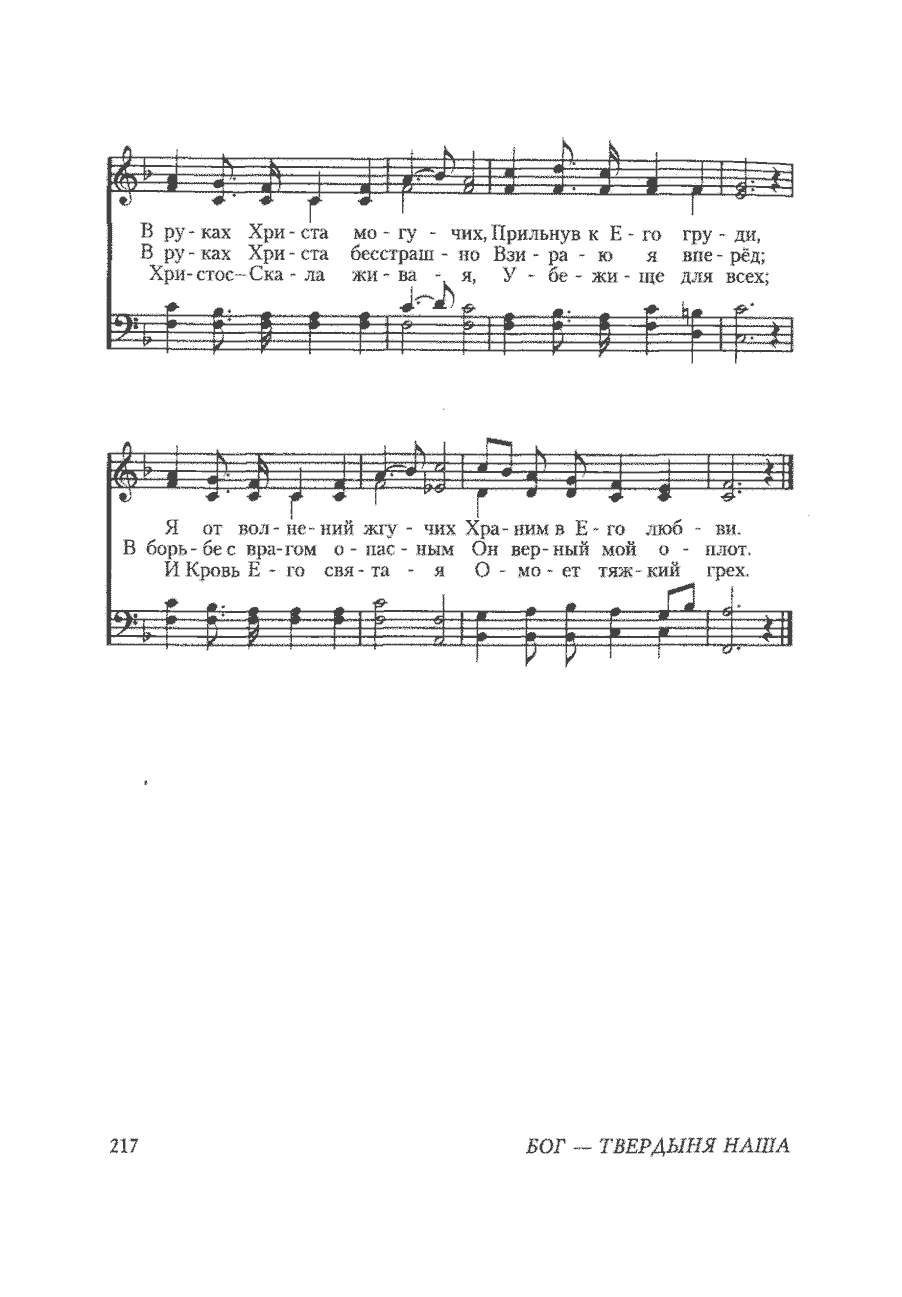 В ру - ках Хри - ста мо - гу - чих, Прильнув к Е - го гру - ди,
В ру - ках Хри - ста бесстраш - но Взи - ра - ю я впе - рёд;
Хри - стос – Ска - ла жи - ва - я, У - бе - жи - ще для всех;
Я от вол - не - ний жгу - чих Хра - ним в Е - го люб - ви.
В борь - бе с вра - гом о - пас - ным Он вер - ный мой о - плот.
И Кровь Е - го свя - та - я О - мо - ет тяж - кий грех.
217 БОГ — ТВЕРДЫНЯ НАША